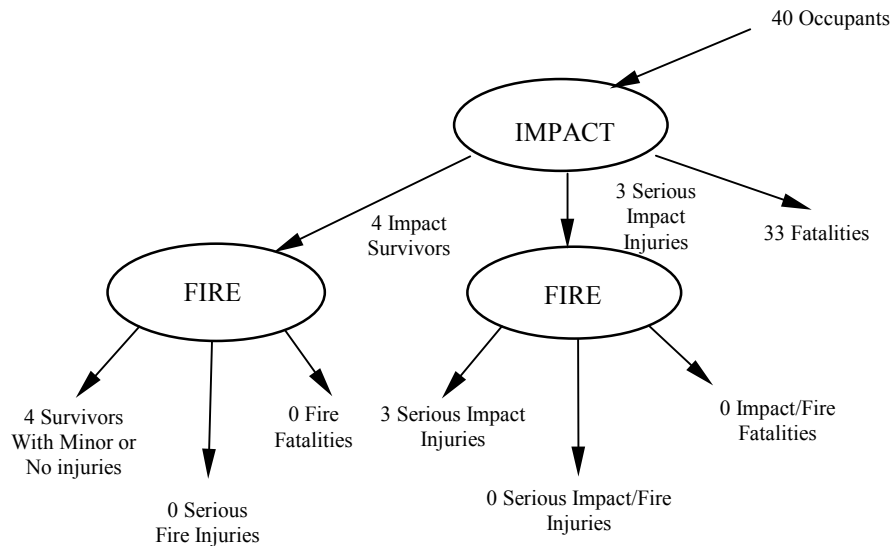 40 Occupants
IMPACT
4 Impact
Survivors
3 Serious
Impact
Injuries
33 Fatalities
FIRE
FIRE
4 Survivors
With Minor or
No injuries
0 Serious
Fire Injuries
0 Fire
Fatalities
3 Serious Impact
Injuries
0 Serious Impact/Fire
Injuries
0 Impact/Fire
Fatalities